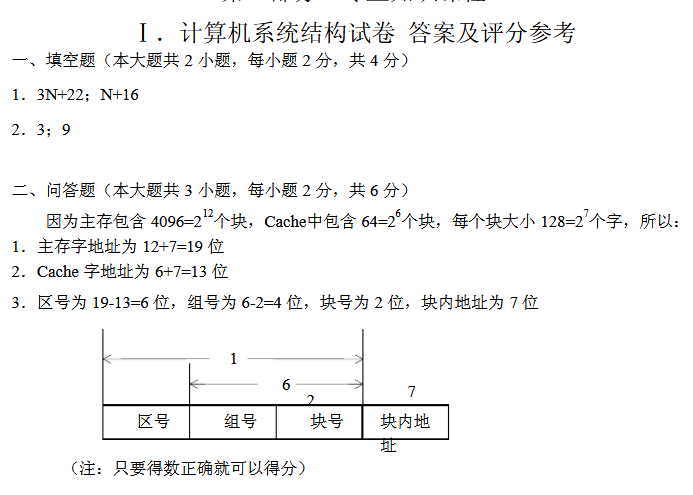 Ⅰ．计算机系统结构试卷 答案及评分参考
一、填空题（本大题共 2 小题，每小题 2 分，共 4 分）
1．3N+22；N+16
2．3；9
二、问答题（本大题共 3 小题，每小题 2 分，共 6 分）
因为主存包含 4096=2^12个块，Cache中包含 64=2^6个块，每个块大小 128=2^7个字，所以：
1．主存字地址为 12+7=19 位
2．Cache 字地址为 6+7=13 位
3．区号为 19-13=6 位，组号为 6-2=4 位，块号为 2 位，块内地址为 7 位
1
6
2
7
区号 组号 块号 块内地
址
（注：只要得数正确就可以得分）